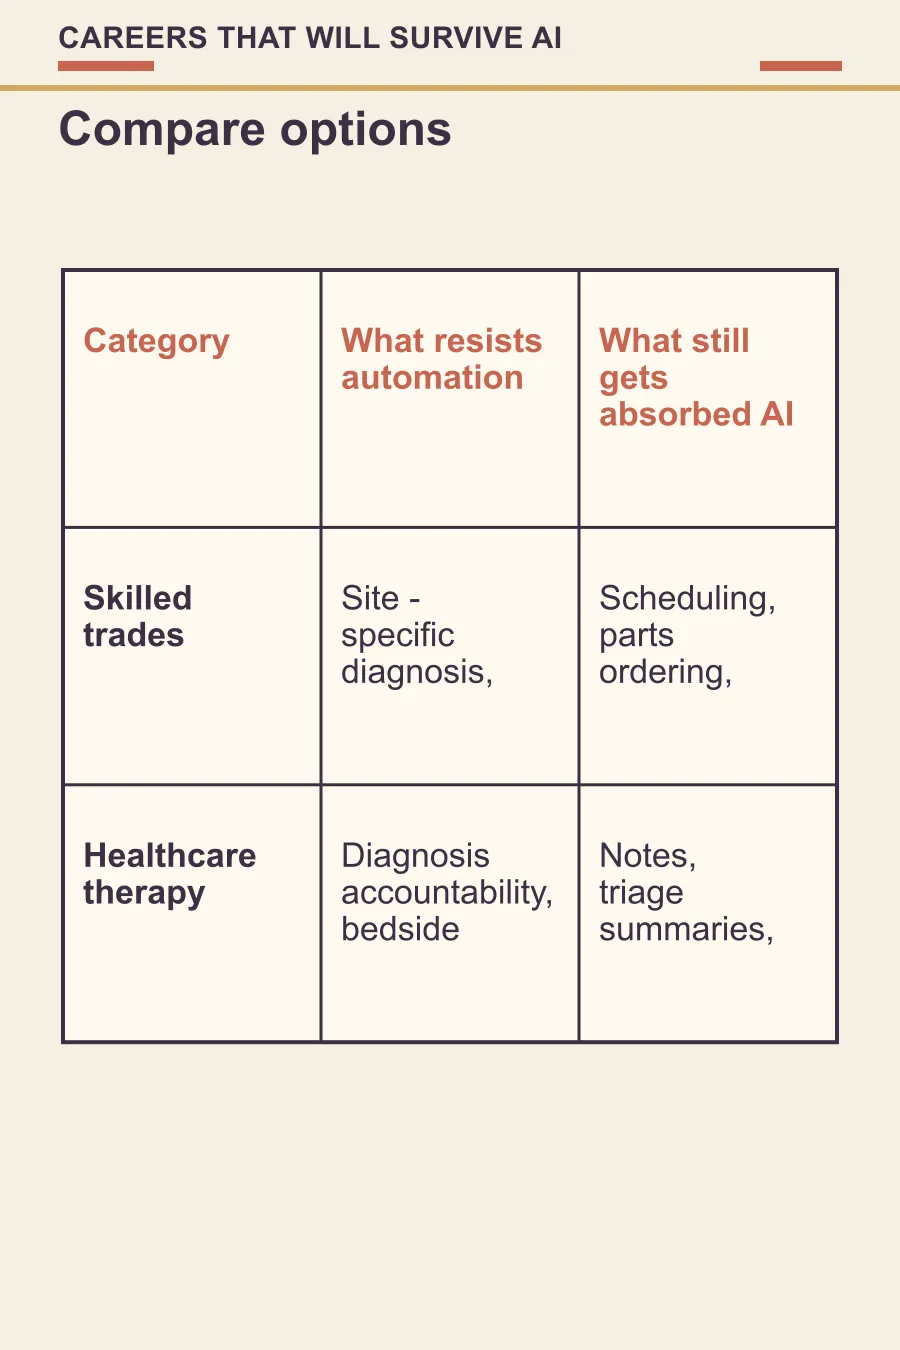 CAREERS THAT WILL SURVIVE AI
Compare options
Category
What resists
automation
What still
gets
absorbed AI
Skilled
trades
Site -
specific
diagnosis,
Scheduling,
parts
ordering,
Healthcare
therapy
Diagnosis
accountability,
bedside
Notes,
triage
summaries,